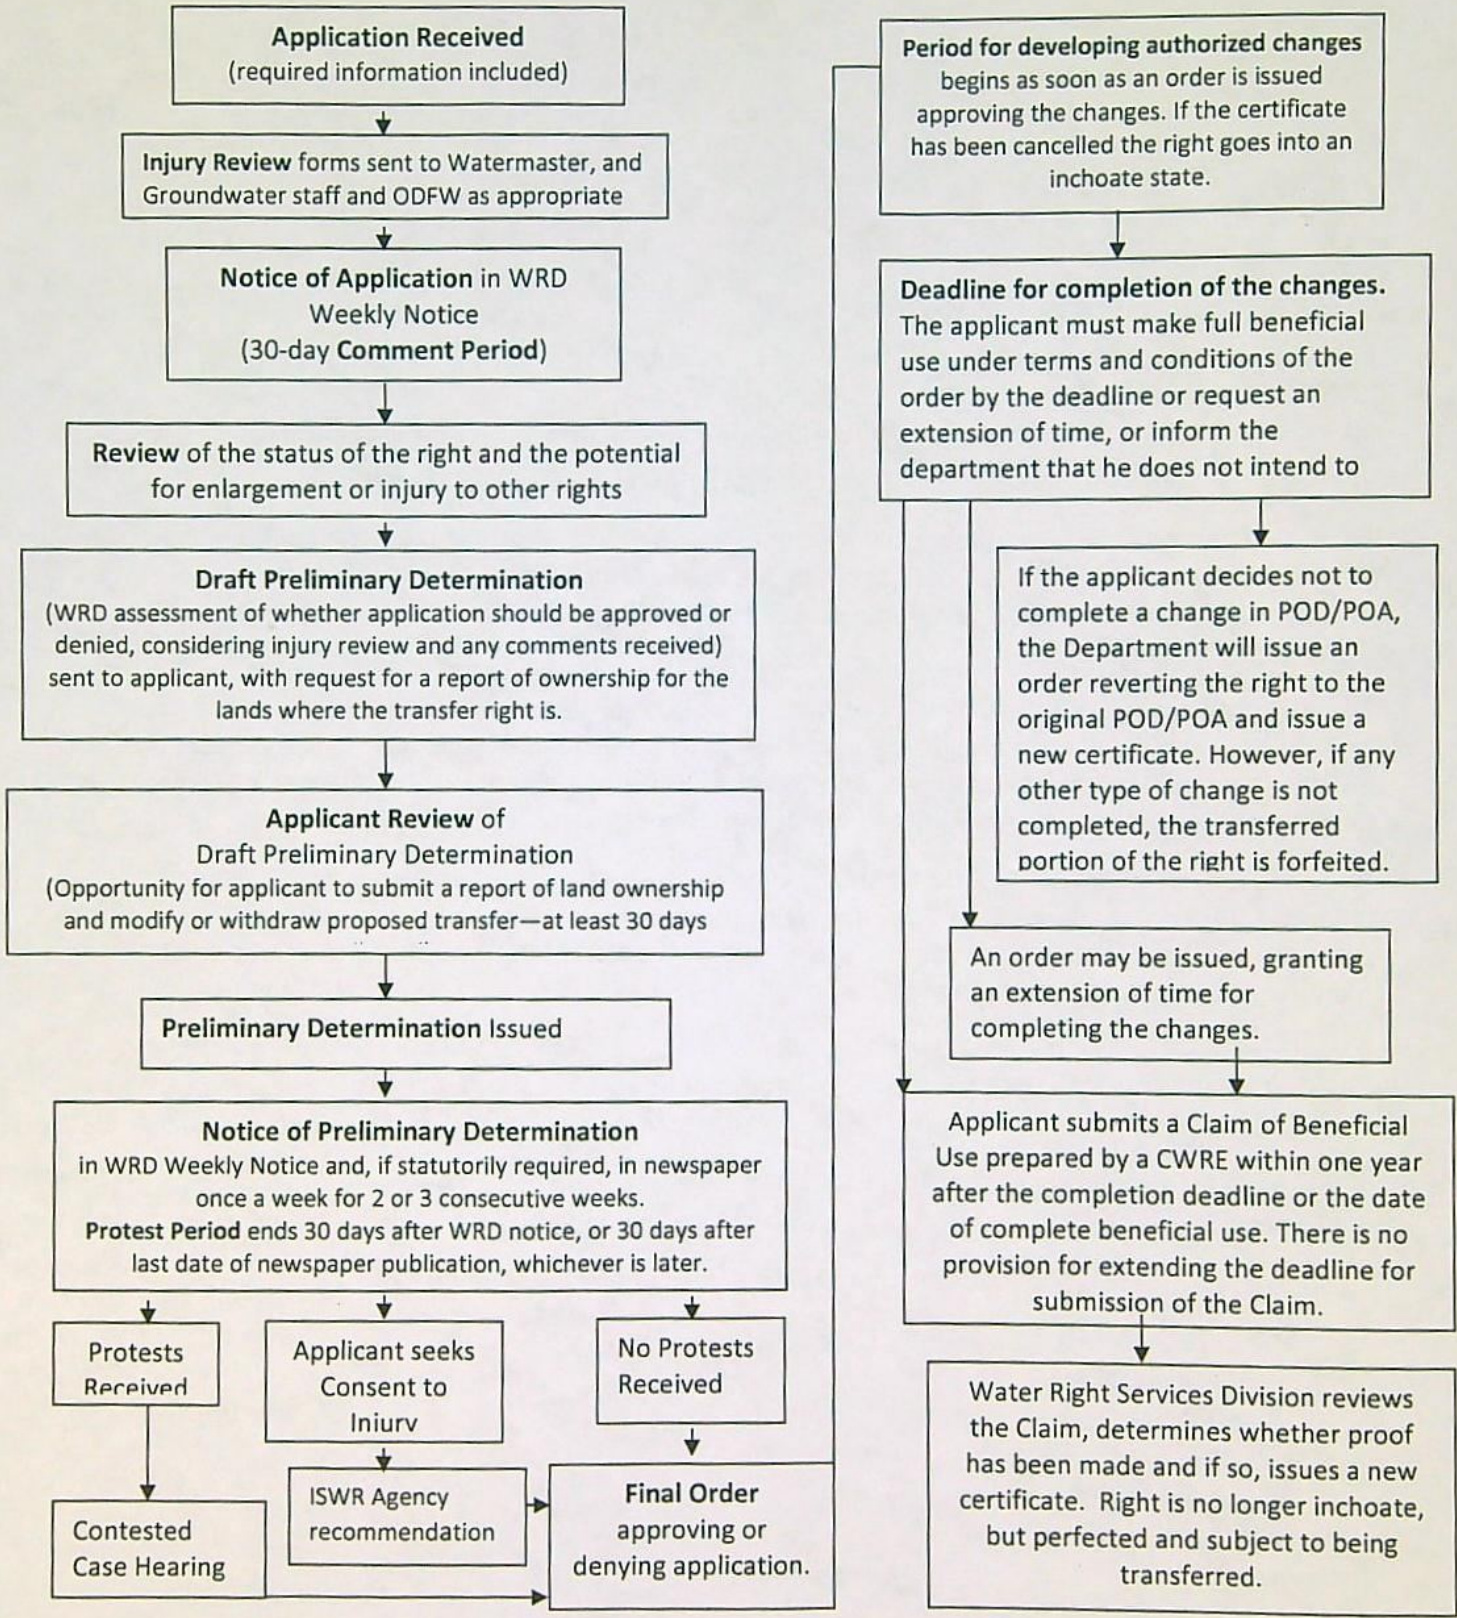 Application Received
(required information included)
Injury Review forms sent to Watermaster, and
Groundwater staff and ODFW as appropriate
Notice of Application in WRD
Weekly Notice
(30-day Comment Period)
Review of the status of the right and the potential
for enlargement or injury to other rights
Draft Preliminary Determination
(WRD assessment of whether application should be approved or
denied, considering injury review and any comments received)
sent to applicant, with request for a report of ownership for the
lands where the transfer right is.
Applicant Review of
Draft Preliminary Determination
(Opportunity for applicant to submit a report of land ownership
and modify or withdraw proposed transfer—at least 30 days
Preliminary Determination Issued
Notice of Preliminary Determination
in WRD Weekly Notice and, if statutorily required, in newspaper
once a week for 2 or 3 consecutive weeks.
Protest Period ends 30 days after WRD notice, or 30 days after
last date of newspaper publication, whichever is later.
Protests
Received
Contested
Case Hearing
Applicant seeks
Consent to
Injury
ISWR Agency
recommendation
No Protests
Received
Final Order
approving or
denying application.
Period for developing authorized changes
begins as soon as an order is issued
approving the changes. If the certificate
has been cancelled the right goes into an
inchoate state.
Deadline for completion of the changes.
The applicant must make full beneficial
use under terms and conditions of the
order by the deadline or request an
extension of time, or inform the
department that he does not intend to
If the applicant decides not to
complete a change in POD/POA,
the Department will issue an
order reverting the right to the
original POD/POA and issue a
new certificate. However, if any
other type of change is not
completed, the transferred
portion of the right is forfeited.
An order may be issued, granting
an extension of time for
completing the changes.
Applicant submits a Claim of Beneficial
Use prepared by a CWRE within one year
after the completion deadline or the date
of complete beneficial use. There is no
provision for extending the deadline for
submission of the Claim.
Water Right Services Division reviews
the Claim, determines whether proof
has been made and if so, issues a new
certificate. Right is no longer inchoate,
but perfected and subject to being
transferred.